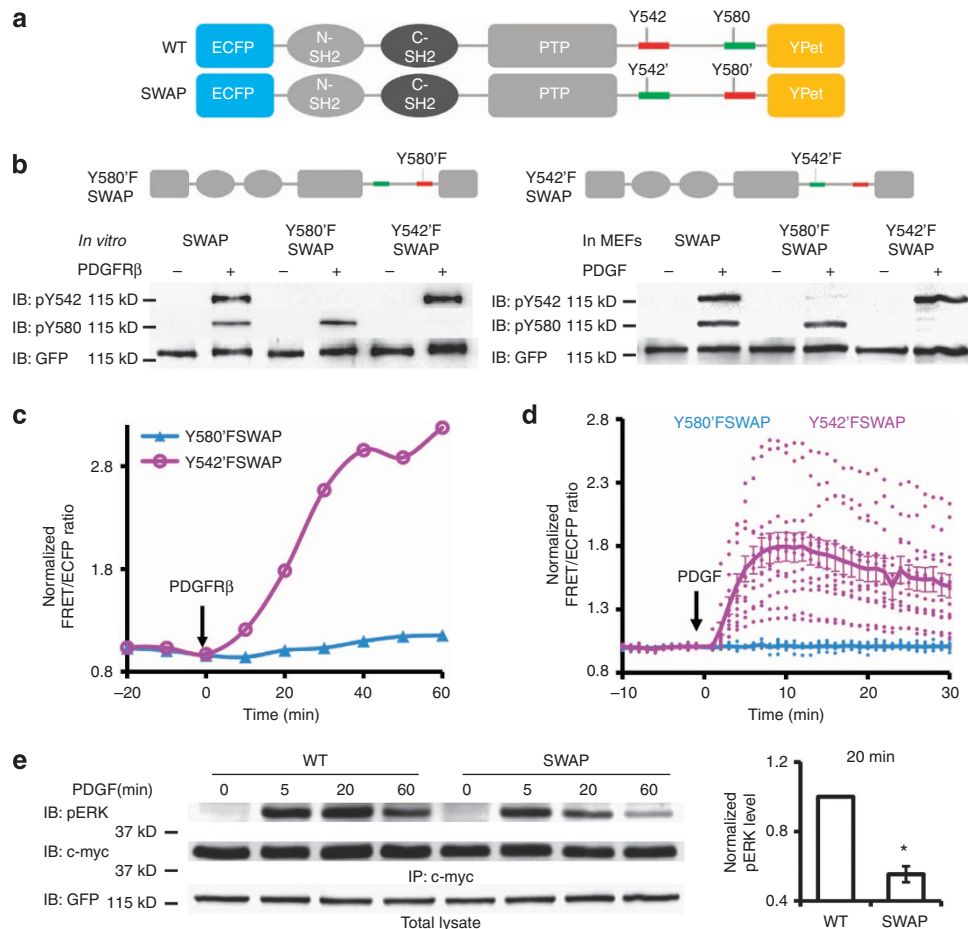 a
Y542 Y580
WT ECFP N-SH2 C-SH2 PTP YPet
Y542' Y580'
SWAP ECFP N-SH2 C-SH2 PTP YPet
b
Y580'F SWAP Y580'F
Y542'F SWAP Y542'F
In vitro SWAP Y580'F SWAP Y542'F SWAP
PDGFRβ – + – + – +
IB: pY542 115 kD
IB: pY580 115 kD
IB: GFP 115 kD
In MEFs SWAP Y580'F SWAP Y542'F SWAP
PDGF – + – + – +
IB: pY542 115 kD
IB: pY580 115 kD
IB: GFP 115 kD
c
Y580'FSWAP
Y542'FSWAP
Normalized
FRET/ECFP ratio
2.8
1.8
0.8
PDGFRβ
–20 0 20 40 60
Time (min)
d
Y580'FSWAP Y542'FSWAP
Normalized
FRET/ECFP ratio
2.8
2.3
1.8
1.3
0.8
PDGF
–10 0 10 20 30
Time (min)
e
WT SWAP
PDGF(min) 0 5 20 60 0 5 20 60
IB: pERK
37 kD
IB: c-myc
37 kD
IP: c-myc
IB: GFP 115 kD
Total lysate
20 min
Normalized
pERK level
1.2
0.8
0.4
*
WT SWAP